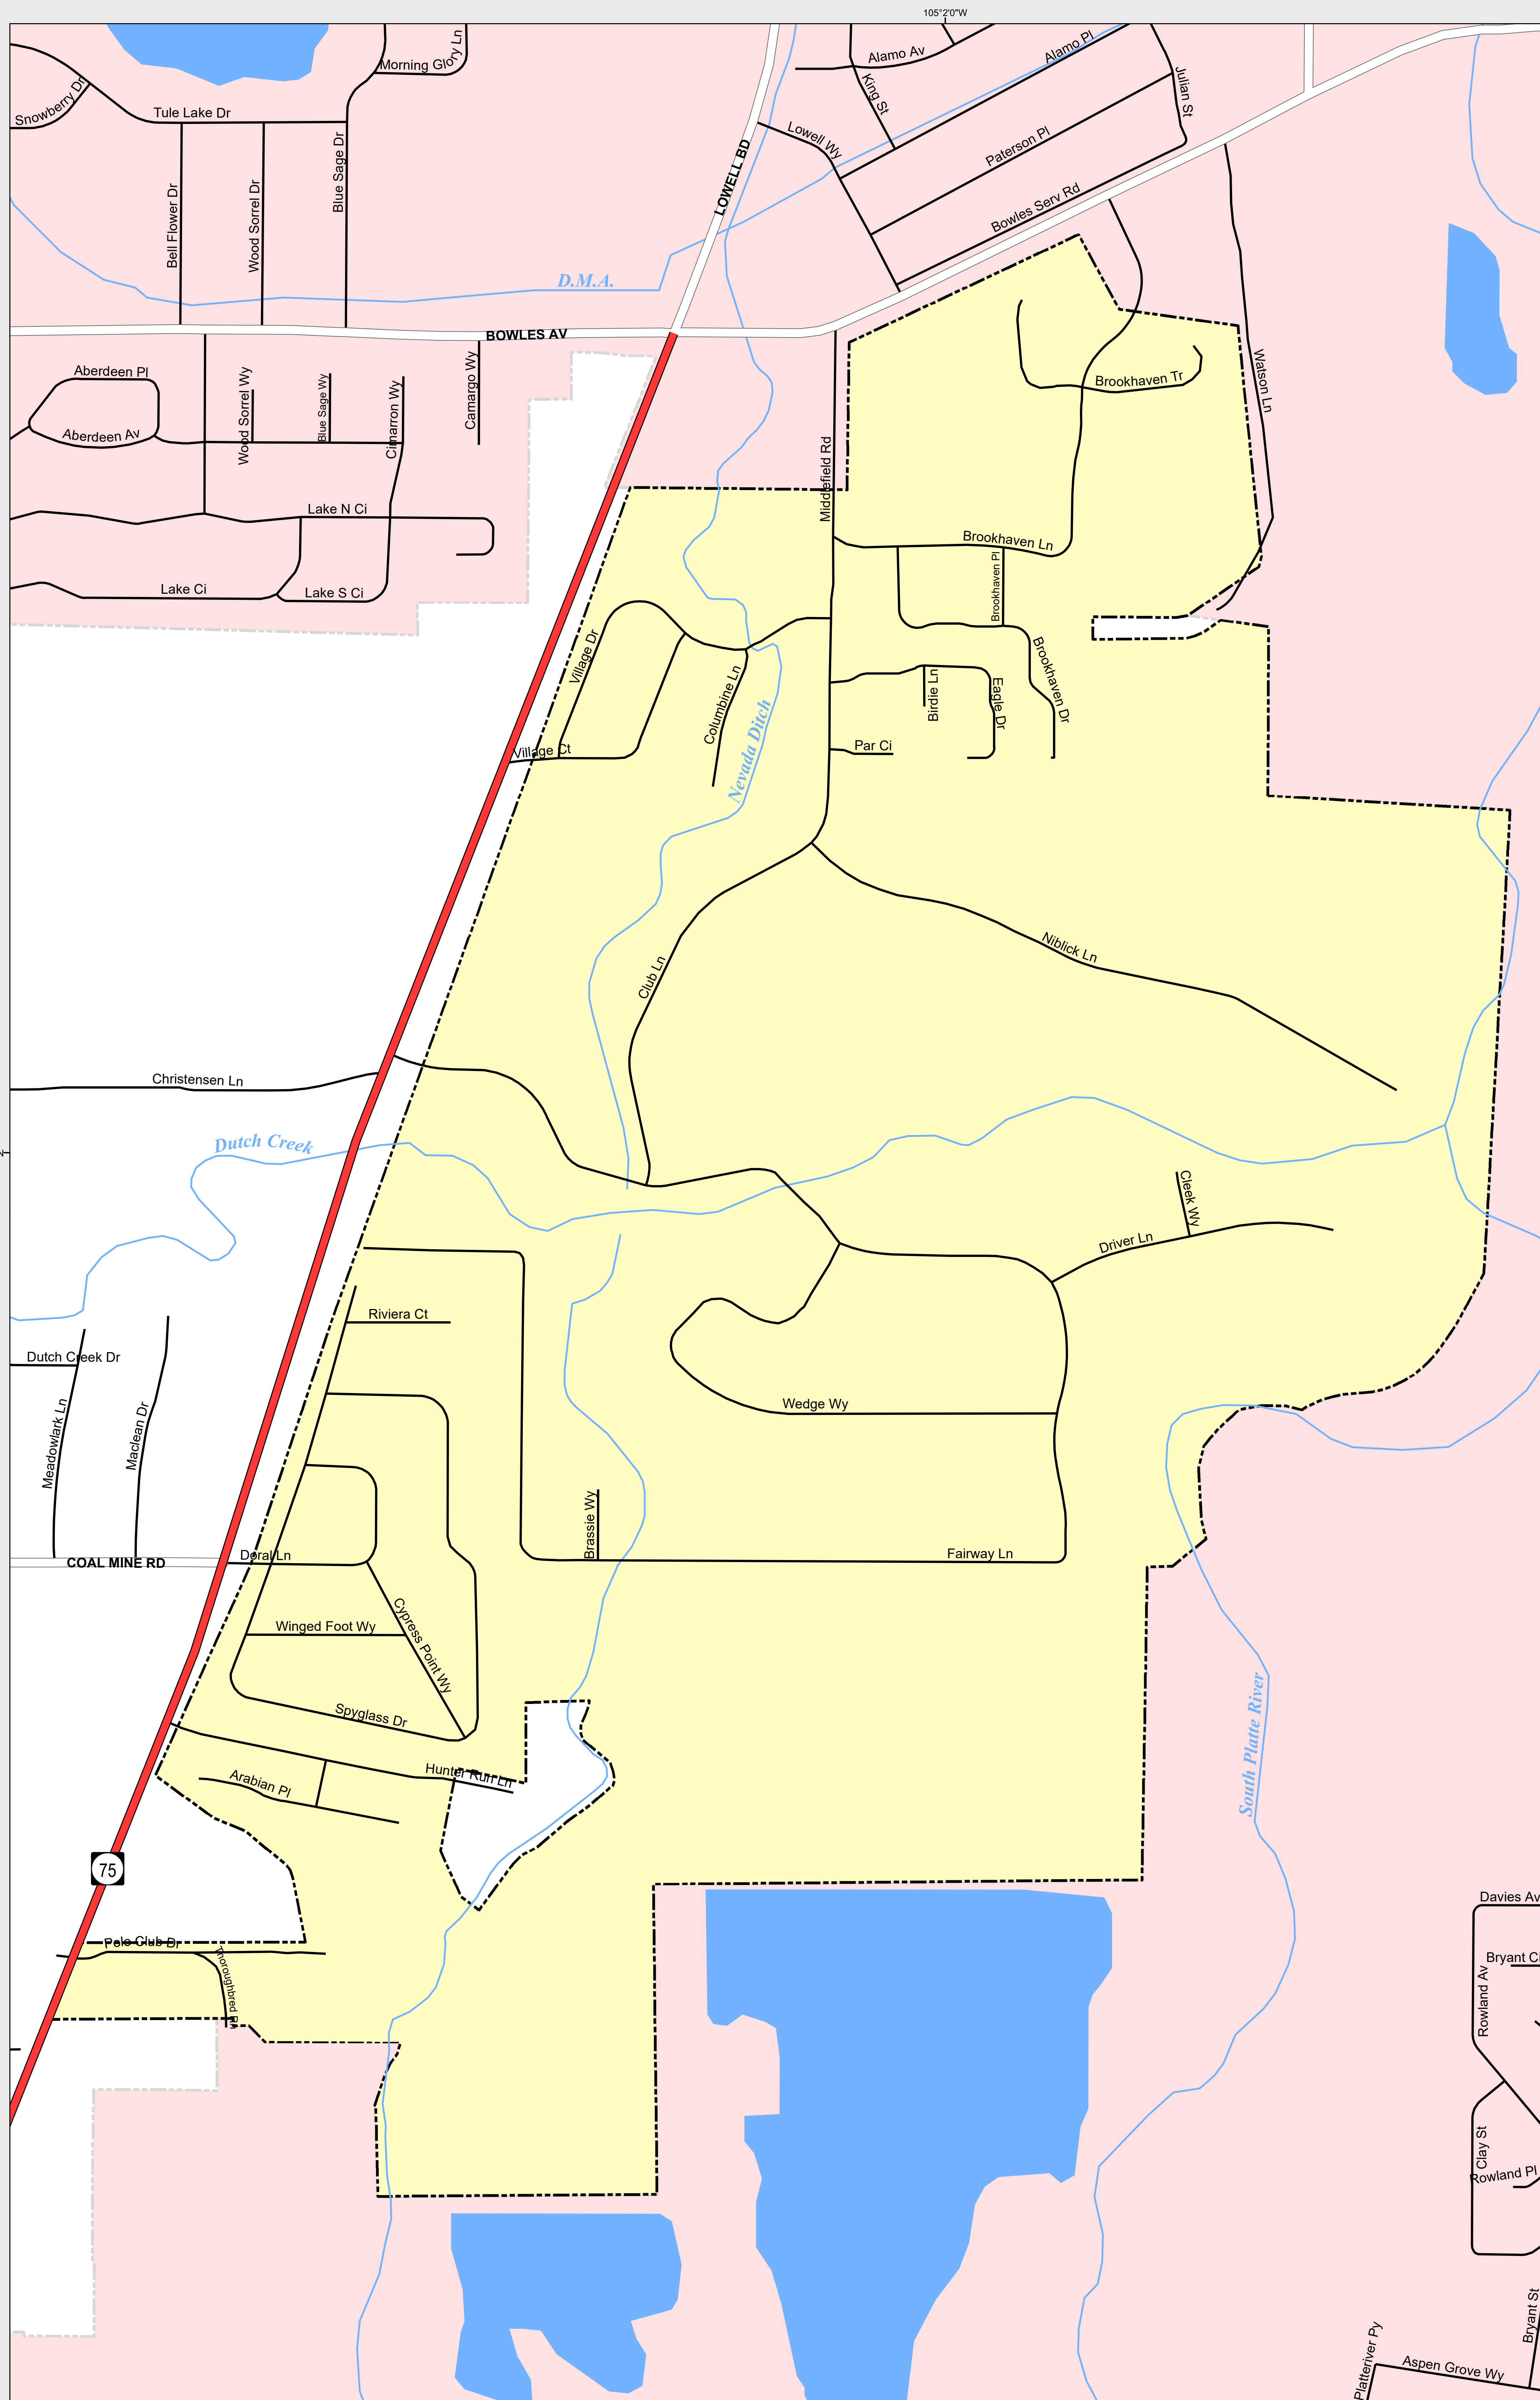 105°2'0"W
Morning Glory Ln
Alamo Av
Alamo Pl
Snowberry Dr
Tule Lake Dr
King St
Julian St
Lowell Wy
Paterson Pl
Bell Flower Dr
Wood Sorrel Dr
Blue Sage Dr
LOWELL BD
Bowles Serv Rd
D.M.A.
BOWLES AV
Aberdeen Pl
Aberdeen Av
Wood Sorrel Wy
Blue Sage Wy
Cimarron Wy
Camargo Wy
Brookhaven Tr
Watson Ln
Middlefield Rd
Lake N Ci
Brookhaven Ln
Lake Ci
Lake S Ci
Brookhaven Pl
Village Dr
Columbine Ln
Birdie Ln
Eagle Dr
Brookhaven Dr
Village Ct
Nevada Ditch
Par Ci
Club Ln
Niblick Ln
Christensen Ln
Dutch Creek
Cleek Wy
Driver Ln
Riviera Ct
Dutch Creek Dr
Meadowlark Ln
Maclean Dr
Wedge Wy
Brassie Wy
COAL MINE RD
Doral Ln
Fairway Ln
Winged Foot Wy
Cypress Point Wy
Spyglass Dr
South Platte River
Arabian Pl
Hunter Run Ln
75
Polo Club Dr
Thoroughbred Rn
Davies Av
Bryant Ci
Rowland Av
Clay St
Rowland Pl
Platteriver Py
Aspen Grove Wy
Bryant St